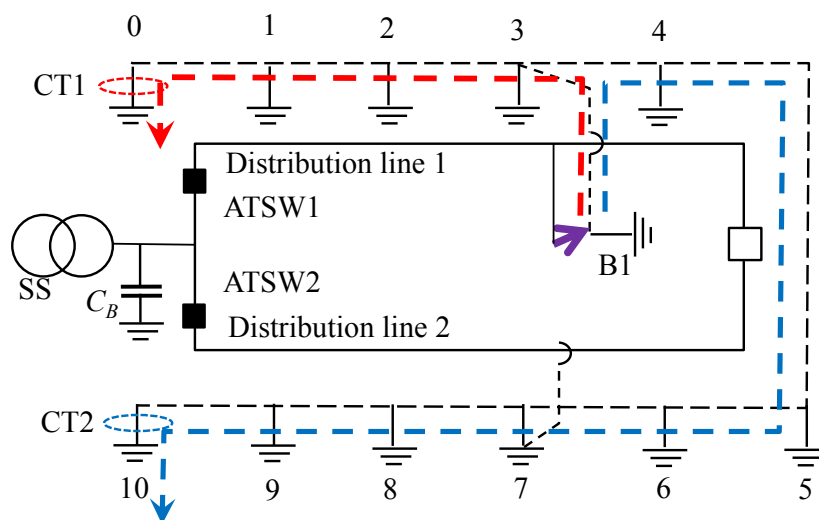 0 1 2 3 4
CT1
Distribution line 1
ATSW1
SS
B1
C_B
ATSW2
Distribution line 2
CT2
10 9 8 7 6 5